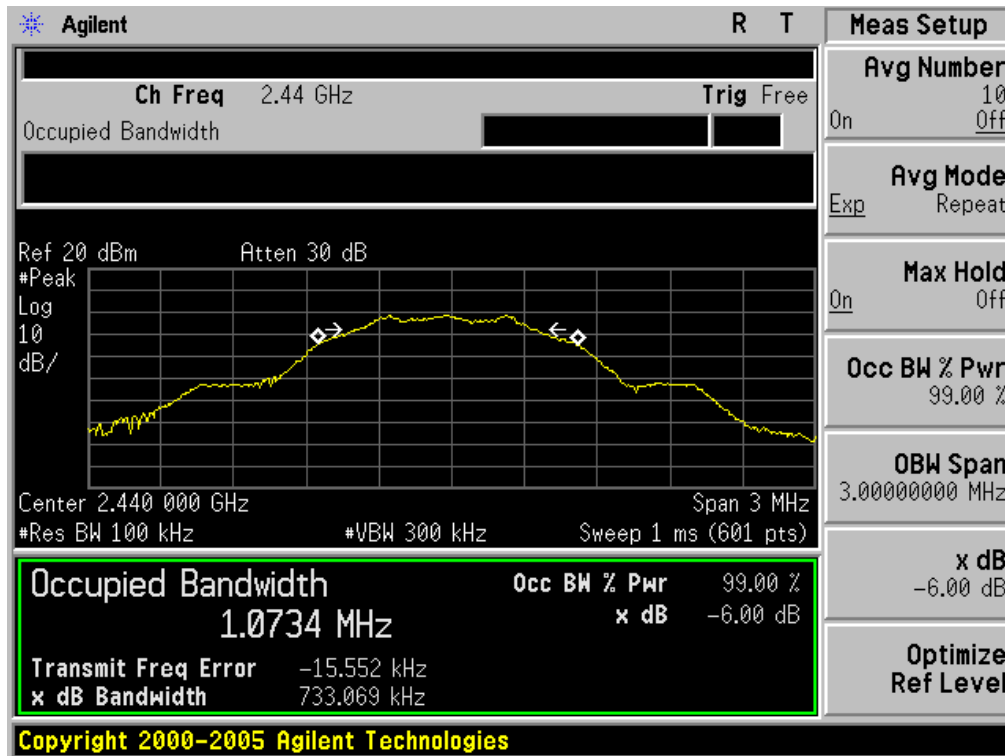 Agilent R T
Ch Freq 2.44 GHz Trig Free
Occupied Bandwidth
Ref 20 dBm Atten 30 dB
#Peak
Log
10
dB/
Center 2.440 000 GHz Span 3 MHz
#Res BW 100 kHz #VBW 300 kHz Sweep 1 ms (601 pts)
Occupied Bandwidth Occ BW % Pwr 99.00 %
1.0734 MHz x dB -6.00 dB
Transmit Freq Error -15.552 kHz
x dB Bandwidth 733.069 kHz
Copyright 2000-2005 Agilent Technologies
Meas Setup
Avg Number
10
On Off
Avg Mode
Exp Repeat
Max Hold
On Off
Occ BW % Pwr
99.00 %
OBW Span
3.00000000 MHz
x dB
-6.00 dB
Optimize
Ref Level